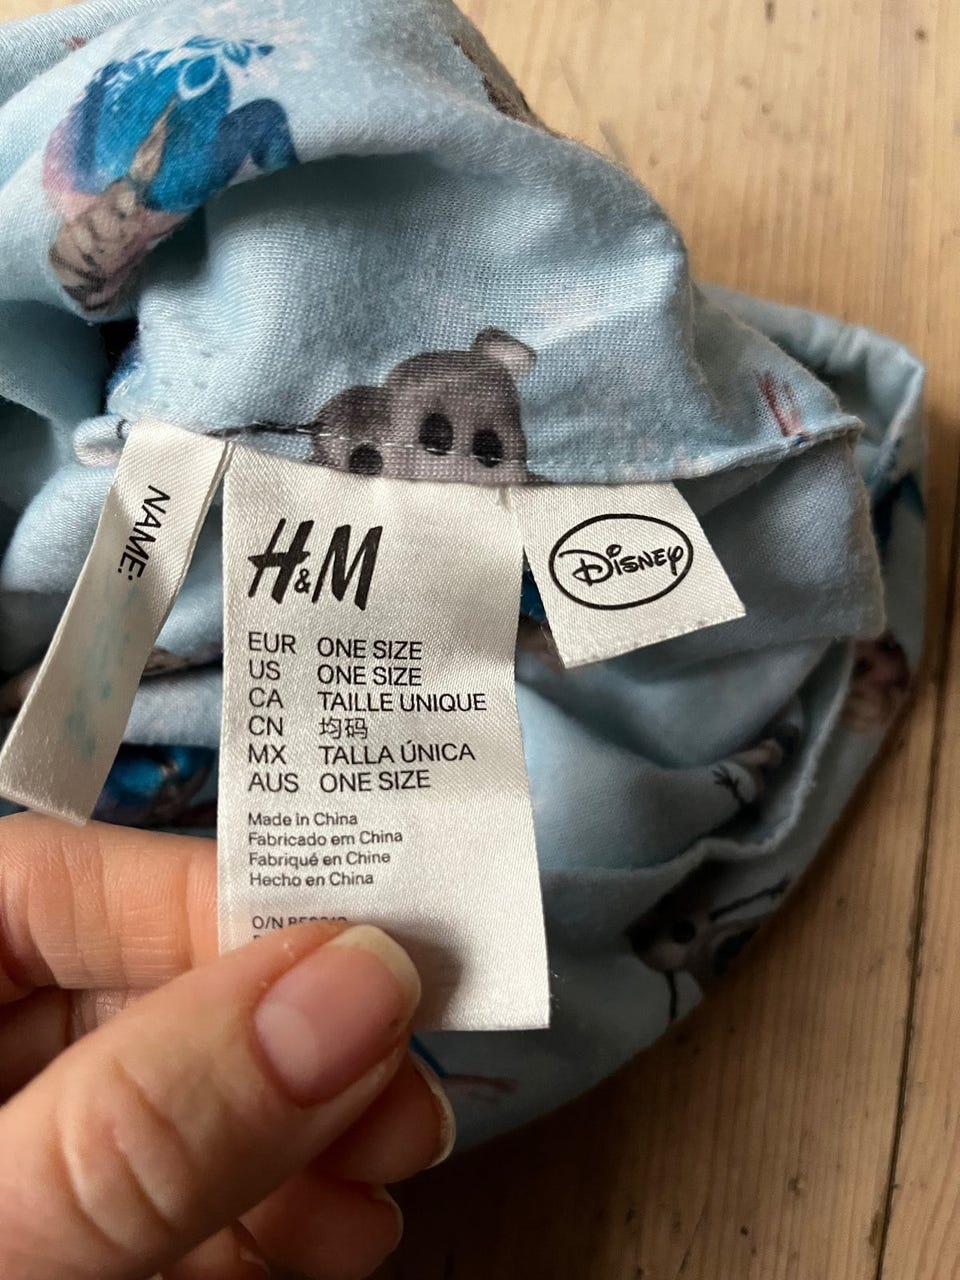 NAME:
H&M
EUR ONE SIZE
US ONE SIZE
CA TAILLE UNIQUE
CN 均码
MX TALLA ÚNICA
AUS ONE SIZE
Made in China
Fabricado em China
Fabriqué en Chine
Hecho en China
O/N
Disney